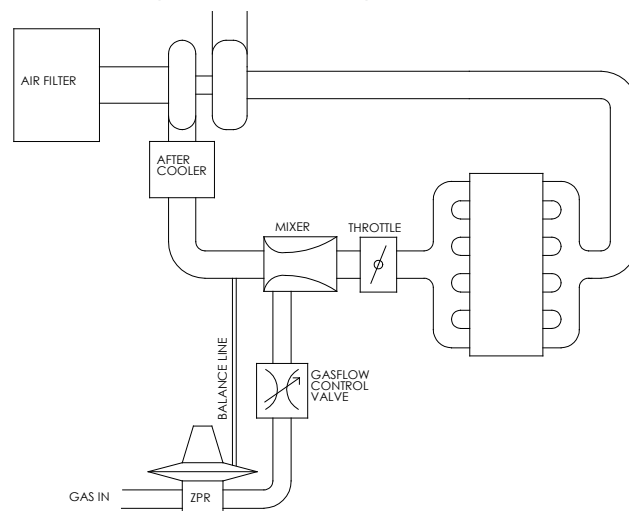 AIR FILTER
AFTER
COOLER
MIXER
THROTTLE
BALANCE LINE
GASFLOW
CONTROL
VALVE
GAS IN
ZPR